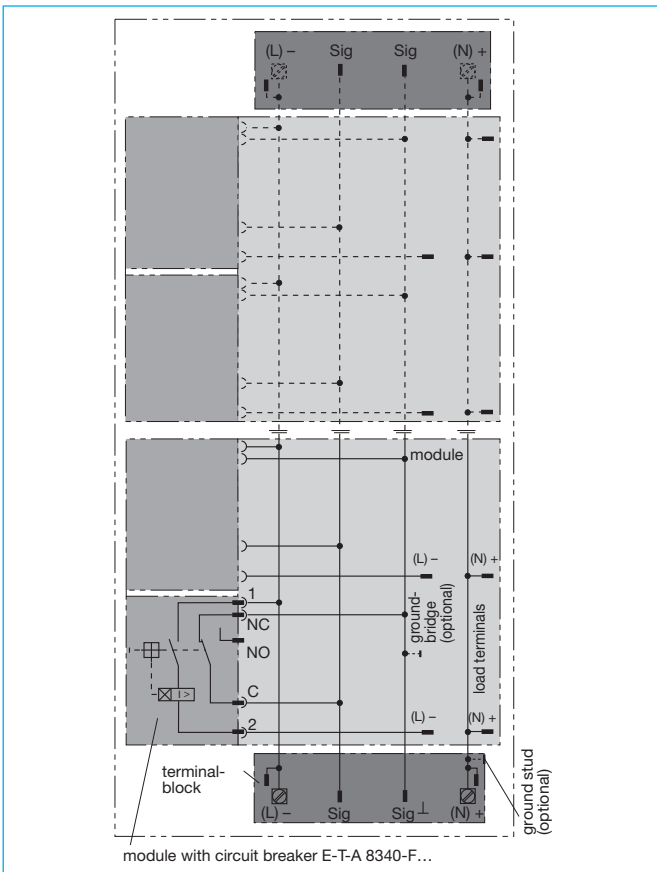 (L) – Sig Sig (N) +
module
(L) – (N) +
ground-
bridge
(optional)
load terminals
1
NC
NO
C
2
I >
(L) – (N) +
terminal-
block
(L) – Sig Sig ⊥ (N) +
ground stud
(optional)
module with circuit breaker E-T-A 8340-F...